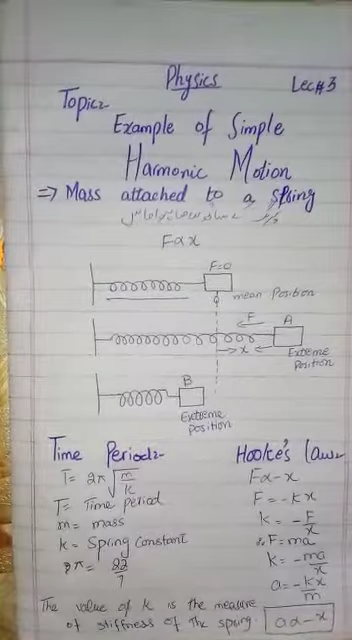 Physics
Lec#3
Topic:-
Example of Simple
Harmonic Motion
⇒ Mass attached to a spring
F∝x
F=0
O
mean Position
F
A
x
Extreme
Position
B
Extreme
Position
Time Period:-
T = 2π√m/k
T = Time period
m = mass
k = Spring Constant
π = 22/7
Hooke's law:-
F∝-x
F = -kx
k = -F/x
∴ F = ma
k = -ma/x
a = -kx/m
a∝-x
The value of k is the measure
of stiffness of the spring